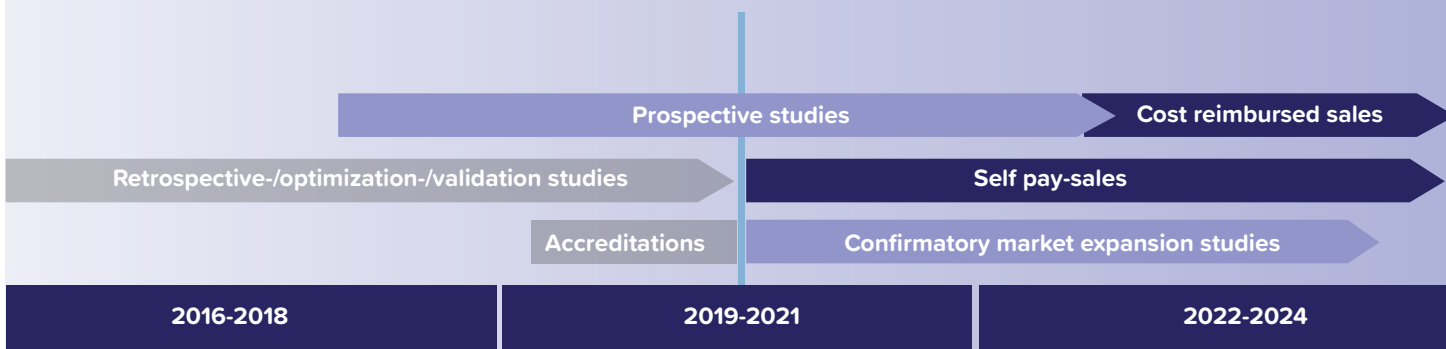 Prospective studies
Cost reimbursed sales
Retrospective-/optimization-/validation studies
Self pay-sales
Accreditations
Confirmatory market expansion studies
2016-2018
2019-2021
2022-2024